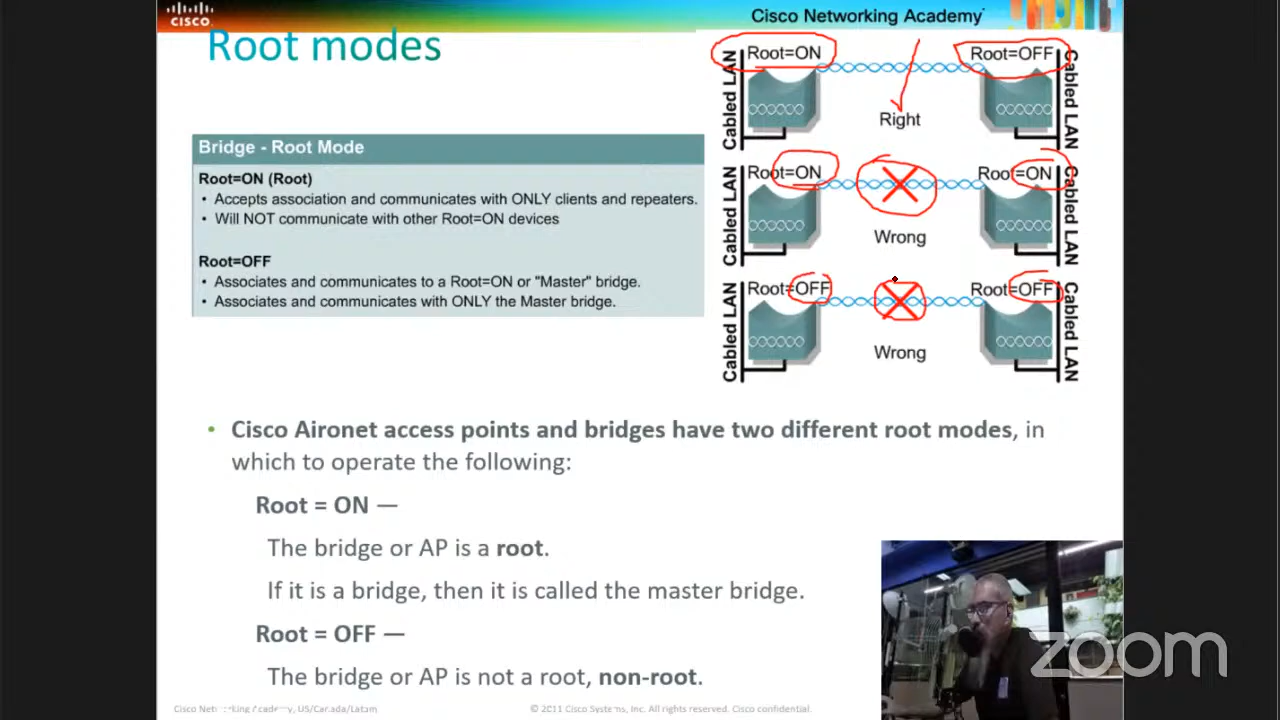 CISCO
Cisco Networking Academy
Root modes
Bridge - Root Mode
Root=ON (Root)
• Accepts association and communicates with ONLY clients and repeaters.
• Will NOT communicate with other Root=ON devices
Root=OFF
• Associates and communicates to a Root=ON or "Master" bridge.
• Associates and communicates with ONLY the Master bridge.
Cabled LAN
Root=ON
Root=OFF
Cabled LAN
Right
Cabled LAN
Root=ON
Root=ON
Cabled LAN
Wrong
Cabled LAN
Root=OFF
Root=OFF
Cabled LAN
Wrong
• Cisco Aironet access points and bridges have two different root modes, in
which to operate the following:
Root = ON —
The bridge or AP is a root.
If it is a bridge, then it is called the master bridge.
Root = OFF —
The bridge or AP is not a root, non-root.
Cisco Networking Academy, US/Canada/Latam
© 2011 Cisco Systems, Inc. All rights reserved. Cisco confidential.
zoom